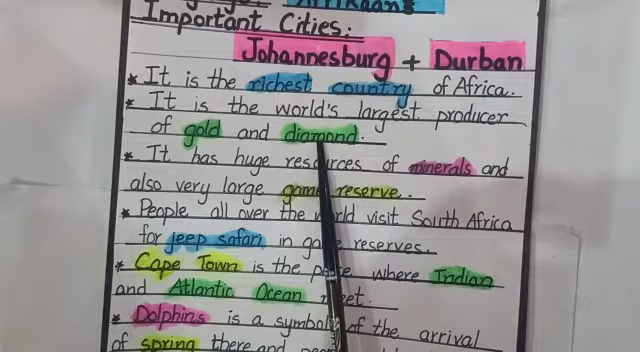 Afrikaans
Important Cities:
Johannesburg + Durban
* It is the richest country of Africa.
* It is the world's largest producer
of gold and diamond.
* It has huge resources of minerals and
also very large game reserve.
* People all over the world visit South Africa
for jeep safari in game reserves.
* Cape Town is the place where Indian
and Atlantic Ocean meet.
* Dolphins is a symbol of the arrival
of spring there and